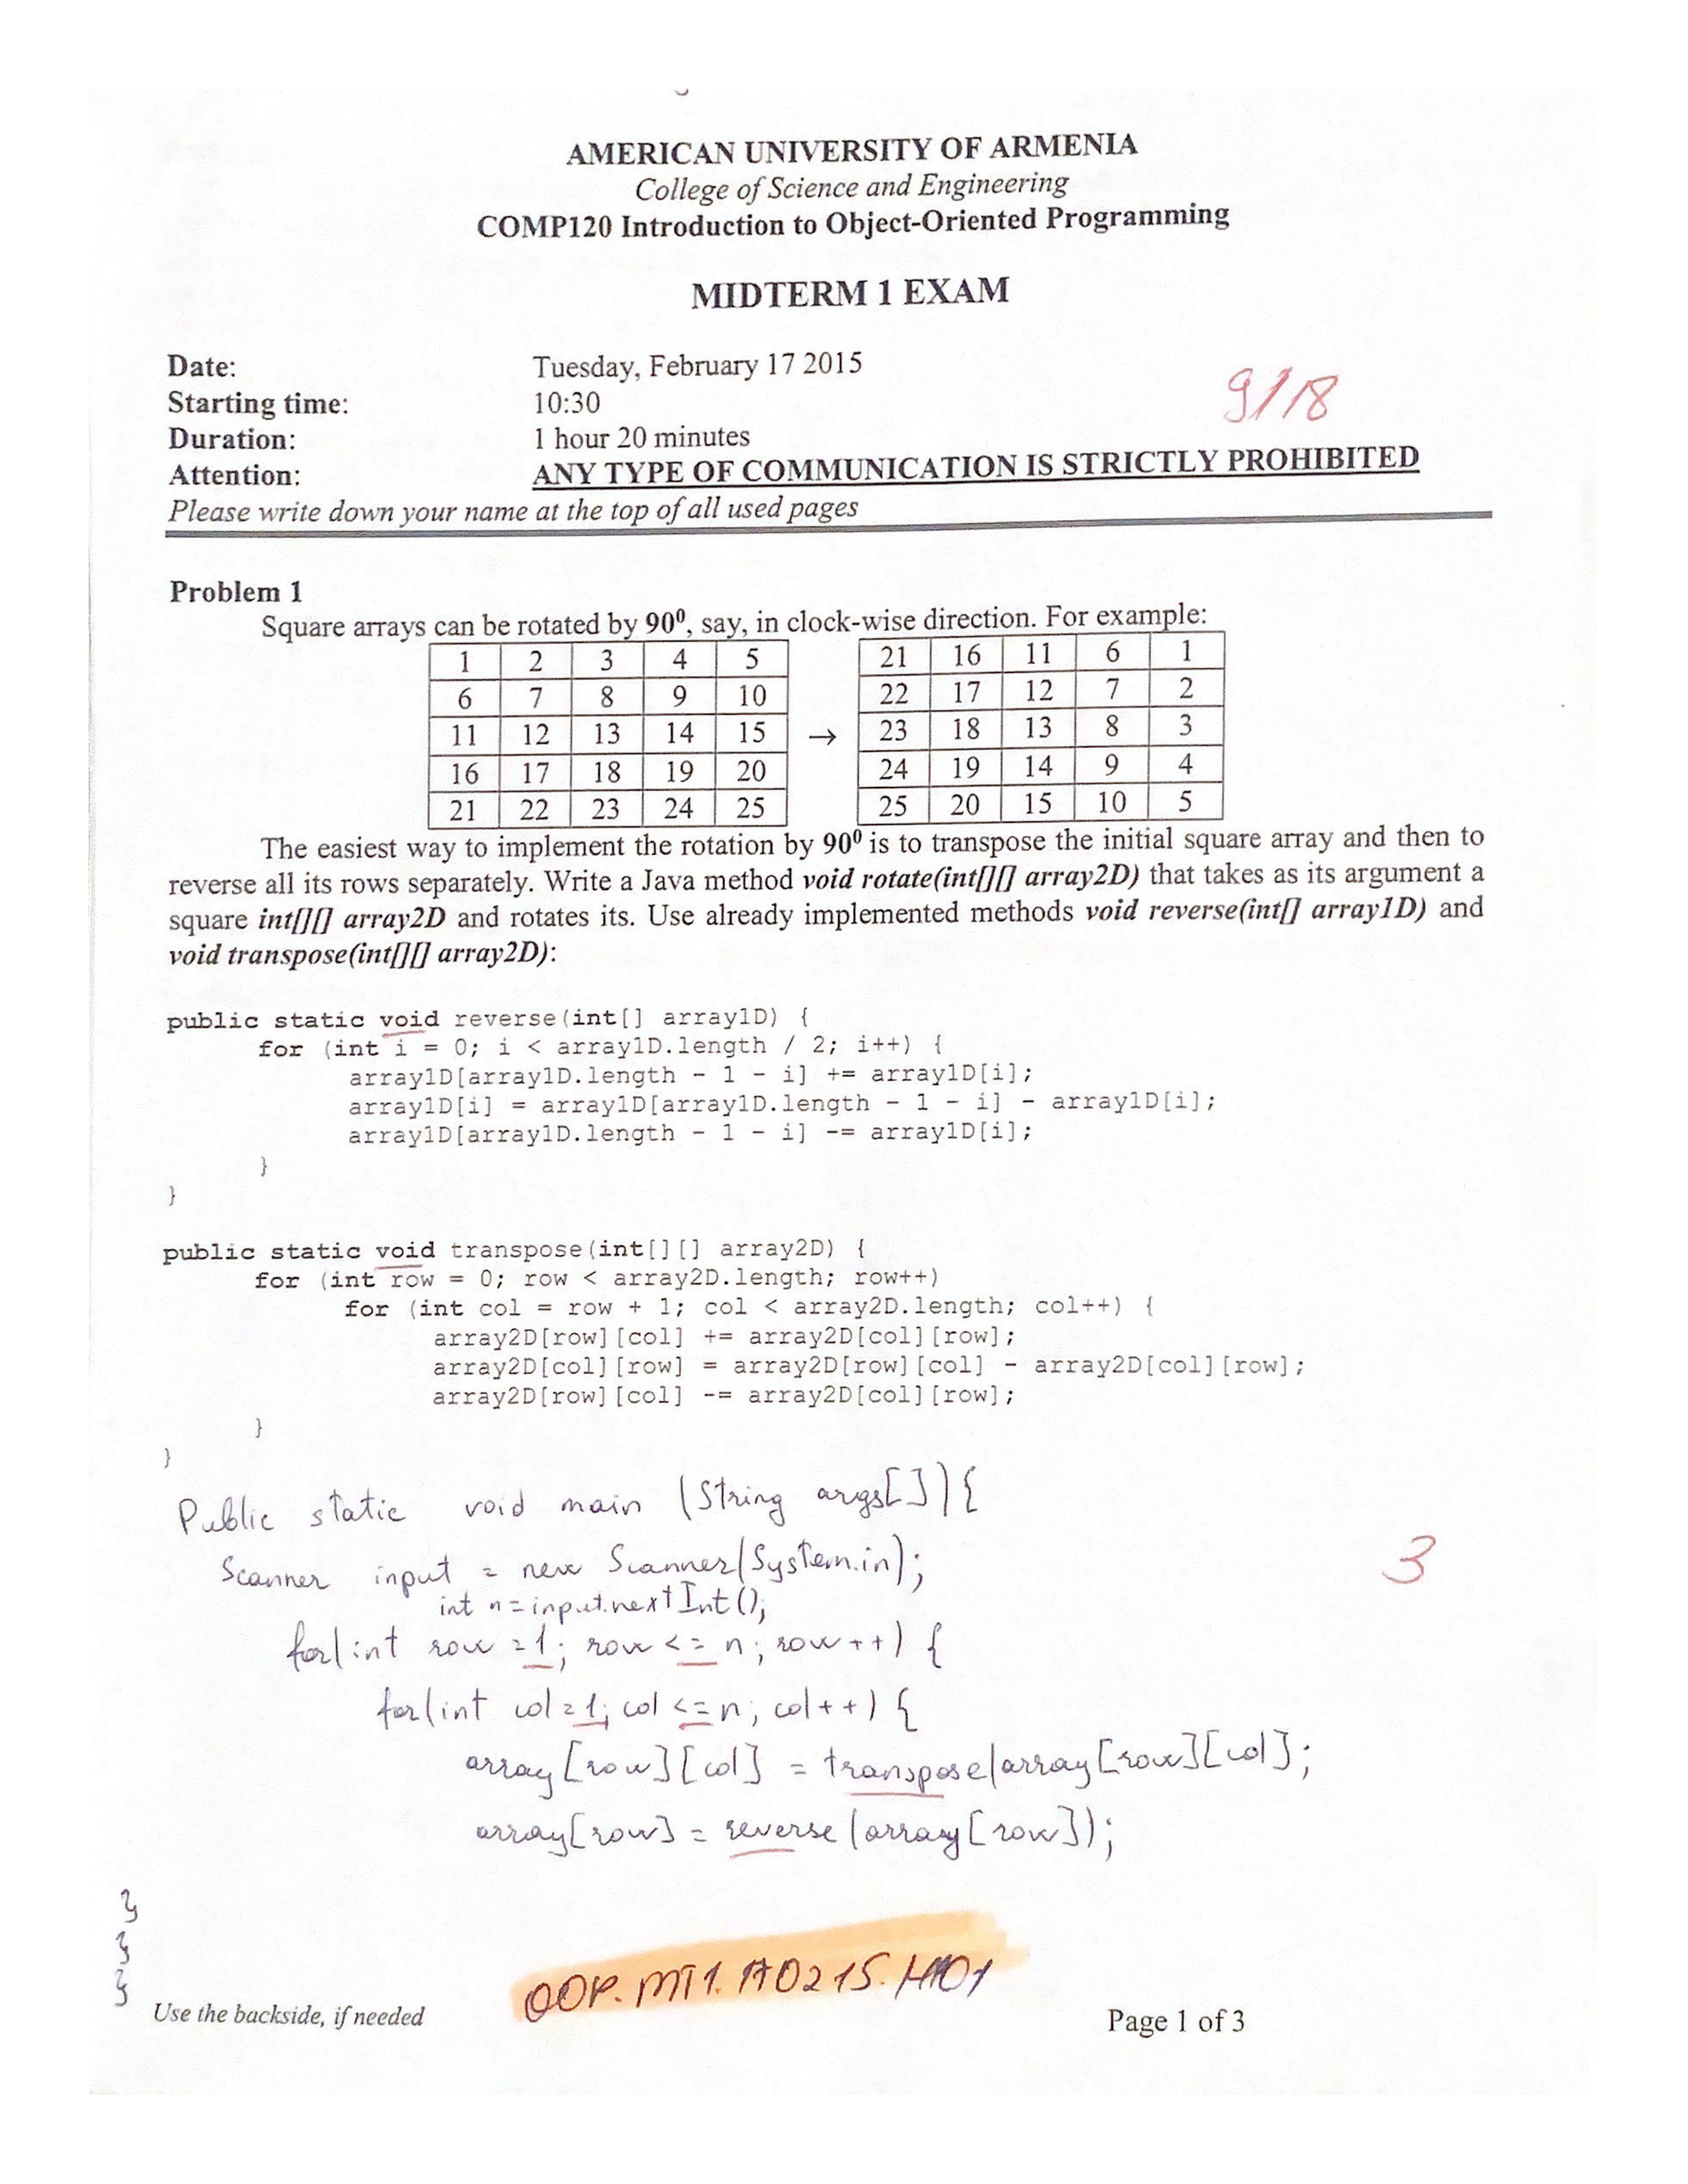 AMERICAN UNIVERSITY OF ARMENIA
College of Science and Engineering
COMP120 Introduction to Object-Oriented Programming
MIDTERM 1 EXAM
Date: Tuesday, February 17 2015
Starting time: 10:30
9/18
Duration: 1 hour 20 minutes
Attention: ANY TYPE OF COMMUNICATION IS STRICTLY PROHIBITED
Please write down your name at the top of all used pages
Problem 1
Square arrays can be rotated by 90⁰, say, in clock-wise direction. For example:
1 2 3 4 5 21 16 11 6 1
6 7 8 9 10 22 17 12 7 2
11 12 13 14 15 → 23 18 13 8 3
16 17 18 19 20 24 19 14 9 4
21 22 23 24 25 25 20 15 10 5
The easiest way to implement the rotation by 90⁰ is to transpose the initial square array and then to
reverse all its rows separately. Write a Java method void rotate(int[][] array2D) that takes as its argument a
square int[][] array2D and rotates its. Use already implemented methods void reverse(int[] array1D) and
void transpose(int[][] array2D):
public static void reverse(int[] array1D) {
for (int i = 0; i < array1D.length / 2; i++) {
array1D[array1D.length - 1 - i] += array1D[i];
array1D[i] = array1D[array1D.length - 1 - i] - array1D[i];
array1D[array1D.length - 1 - i] -= array1D[i];
}
}
public static void transpose(int[][] array2D) {
for (int row = 0; row < array2D.length; row++)
for (int col = row + 1; col < array2D.length; col++) {
array2D[row][col] += array2D[col][row];
array2D[col][row] = array2D[row][col] - array2D[col][row];
array2D[row][col] -= array2D[col][row];
}
}
Public static void main (String args[]){
Scanner input = new Scanner(System.in);
3
int n=input.nextInt();
for(int row =1; row <= n; row++) {
for(int col=1; col <=n; col++) {
array[row][col] = transpose(array[row][col];
array[row] = reverse(array[row]);
}
}
}
OOP.MT1.170215.H01
Use the backside, if needed
Page 1 of 3